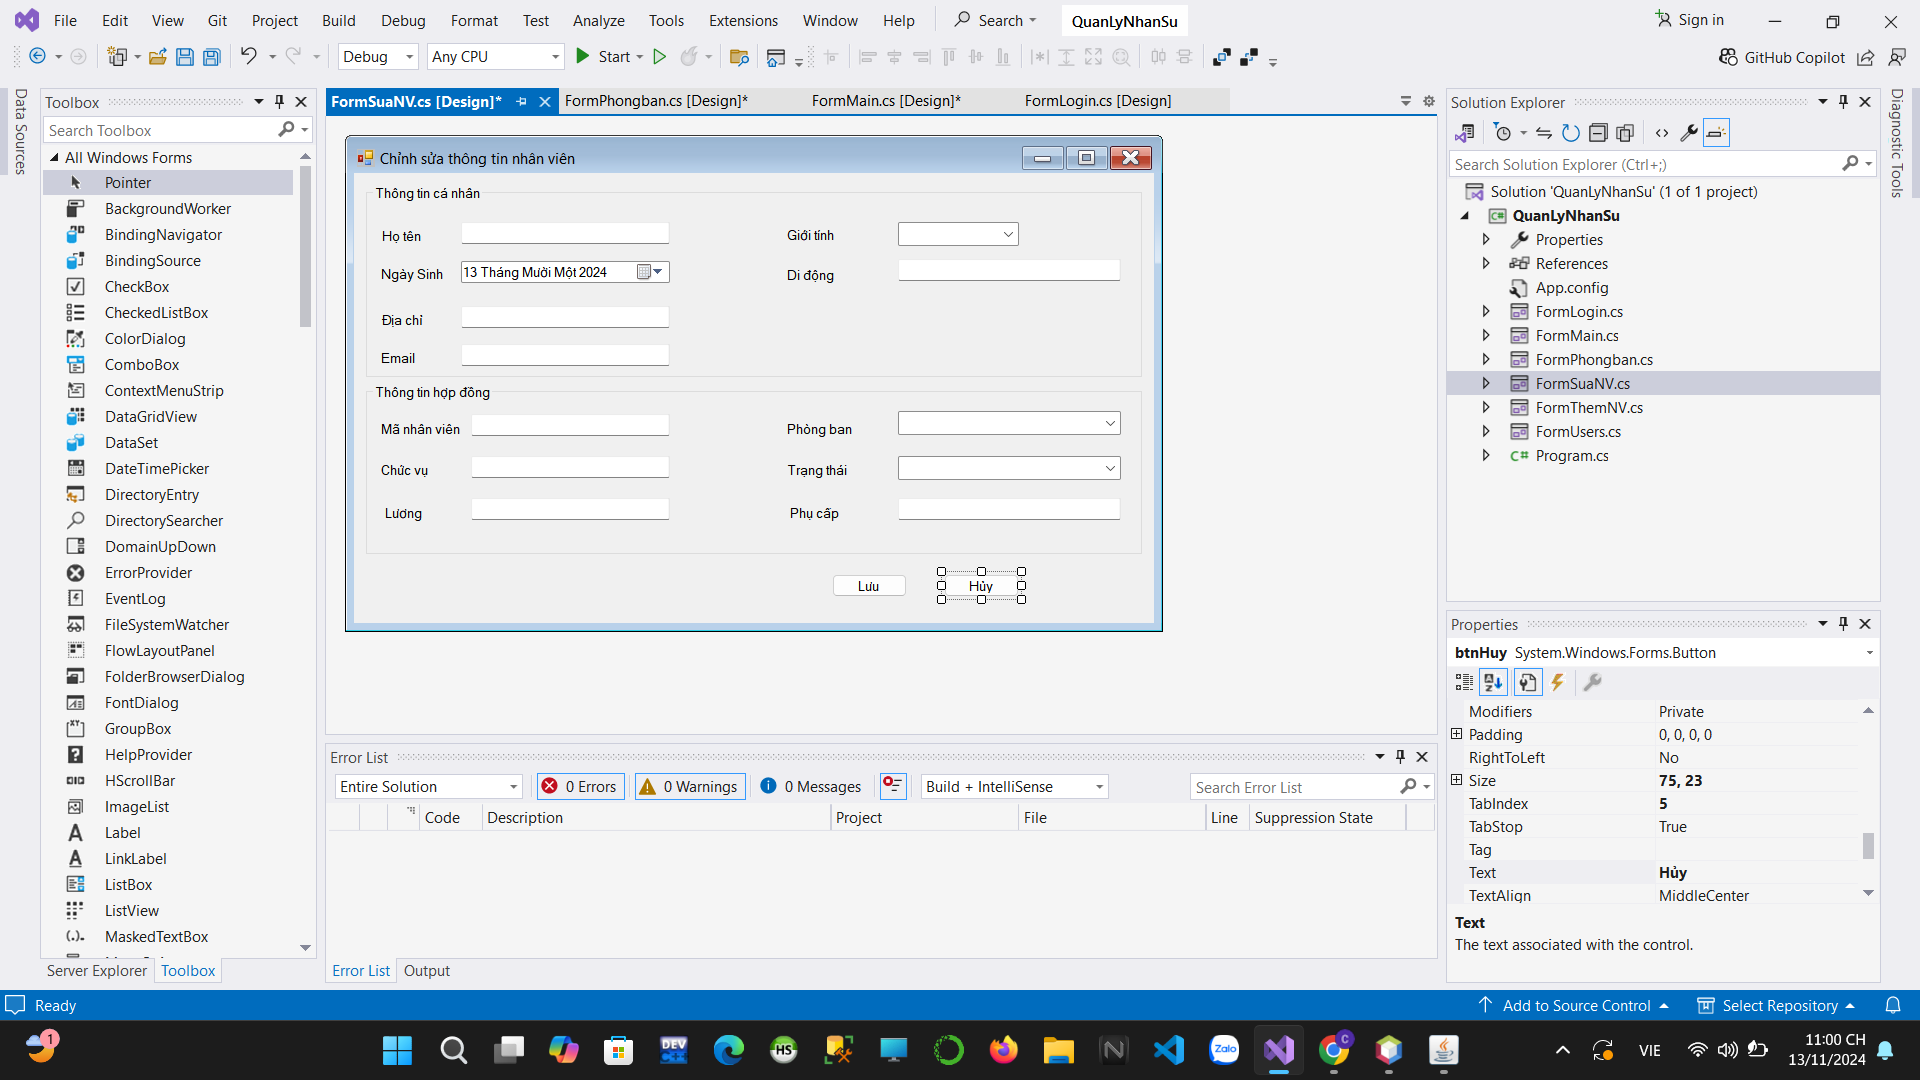 File Edit View Git Project Build Debug Format Test Analyze Tools Extensions Window Help Search QuanLyNhanSu Sign in
Debug Any CPU Start GitHub Copilot
Data Sources
Toolbox
Search Toolbox
All Windows Forms
Pointer
BackgroundWorker
BindingNavigator
BindingSource
CheckBox
CheckedListBox
ColorDialog
ComboBox
ContextMenuStrip
DataGridView
DataSet
DateTimePicker
DirectoryEntry
DirectorySearcher
DomainUpDown
ErrorProvider
EventLog
FileSystemWatcher
FlowLayoutPanel
FolderBrowserDialog
FontDialog
GroupBox
HelpProvider
HScrollBar
ImageList
Label
LinkLabel
ListBox
ListView
MaskedTextBox
Server Explorer Toolbox
FormSuaNV.cs [Design]* FormPhongban.cs [Design]* FormMain.cs [Design]* FormLogin.cs [Design]
Chỉnh sửa thông tin nhân viên
Thông tin cá nhân
Họ tên Giới tính
Ngày Sinh 13 Tháng Mười Một 2024 Di động
Địa chỉ
Email
Thông tin hợp đồng
Mã nhân viên Phòng ban
Chức vụ Trạng thái
Lương Phụ cấp
Lưu Hủy
Error List
Entire Solution 0 Errors 0 Warnings 0 Messages Build + IntelliSense Search Error List
Code Description Project File Line Suppression State
Error List Output
Solution Explorer
Search Solution Explorer (Ctrl+;)
Solution 'QuanLyNhanSu' (1 of 1 project)
QuanLyNhanSu
Properties
References
App.config
FormLogin.cs
FormMain.cs
FormPhongban.cs
FormSuaNV.cs
FormThemNV.cs
FormUsers.cs
C# Program.cs
Properties
btnHuy System.Windows.Forms.Button
Modifiers Private
Padding 0, 0, 0, 0
RightToLeft No
Size 75, 23
TabIndex 5
TabStop True
Tag
Text Hủy
TextAlign MiddleCenter
Text
The text associated with the control.
Diagnostic Tools
Ready Add to Source Control Select Repository
1 DEV C++ HS Zalo C VIE 11:00 CH
13/11/2024